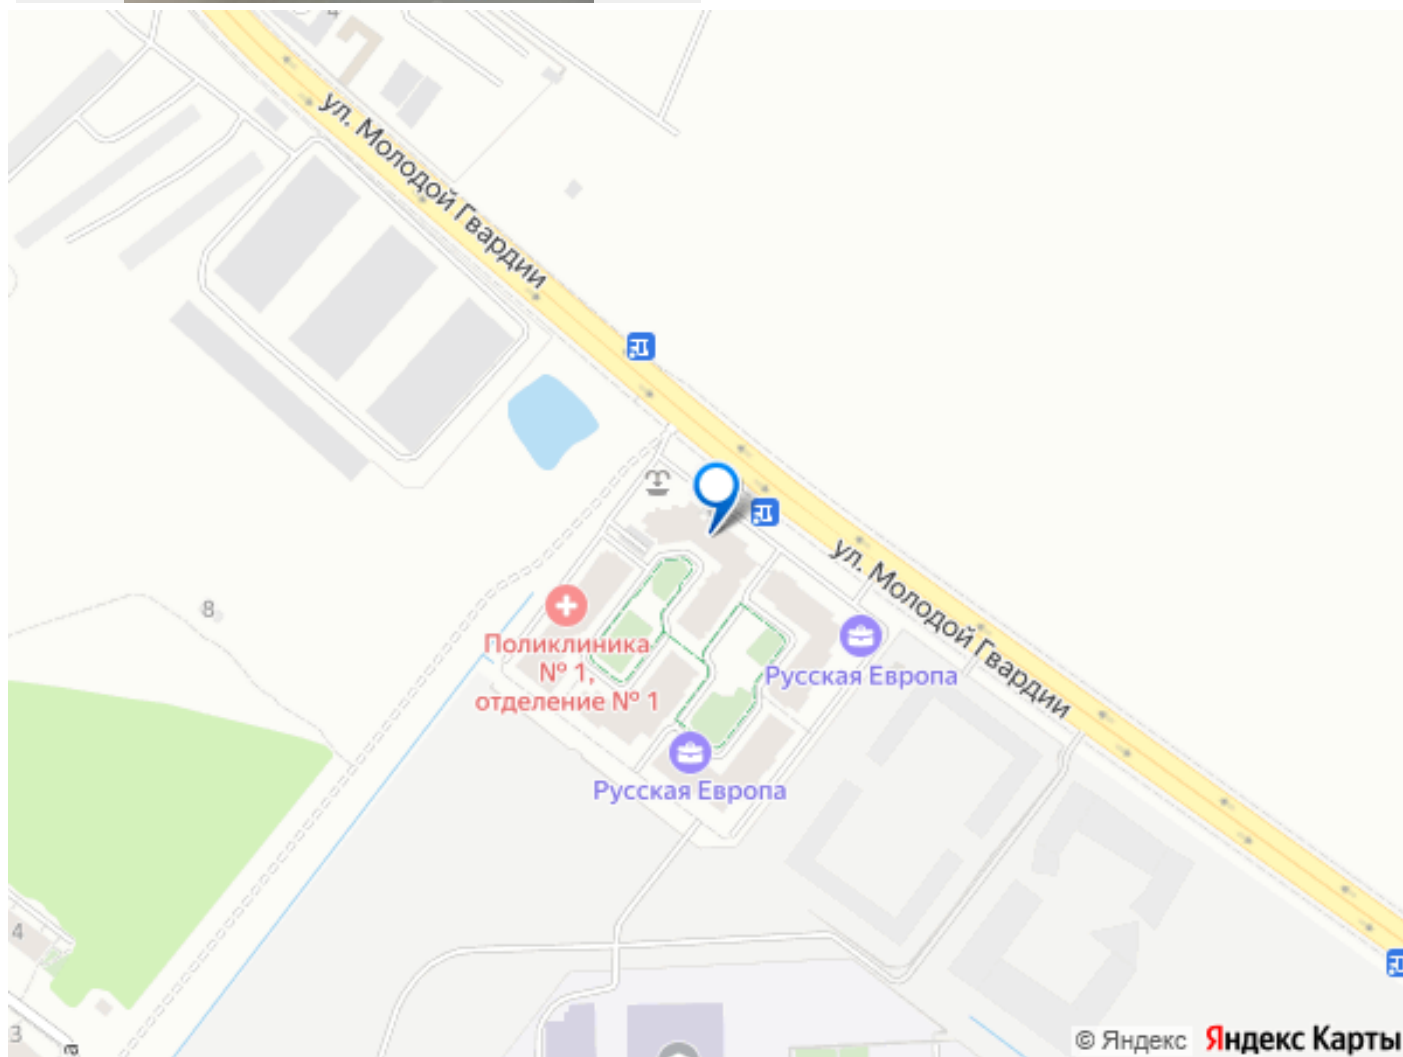 4
ул. Молодой Гвардии
ул. Молодой Гвардии
8
Поликлиника
№ 1,
отделение № 1
Русская Европа
Русская Европа
4
3
а
© Яндекс Яндекс Карты